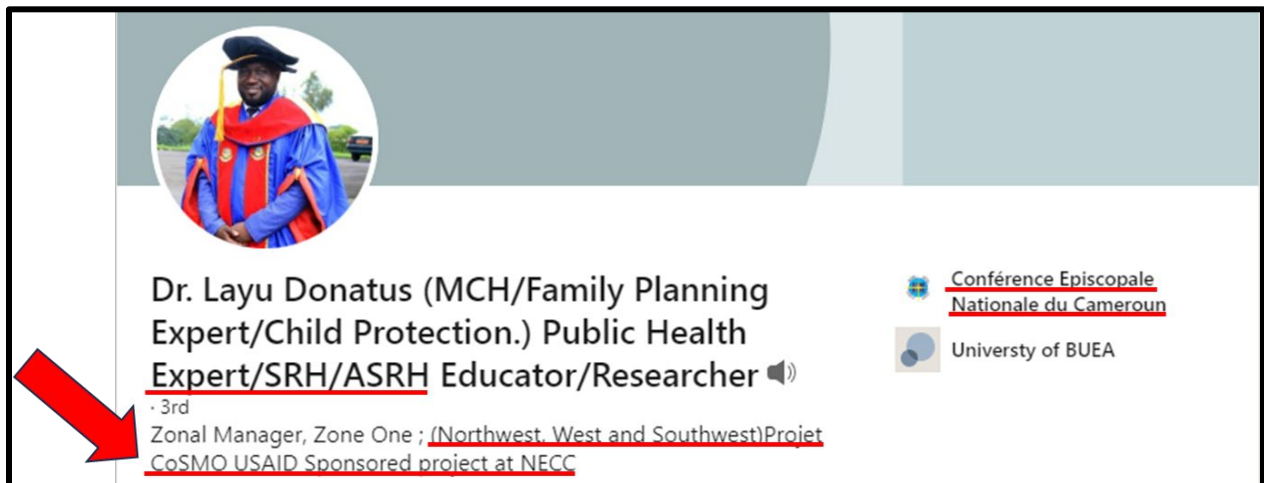 Dr. Layu Donatus (MCH/Family Planning
Expert/Child Protection.) Public Health
Expert/SRH/ASRH Educator/Researcher
· 3rd
Zonal Manager, Zone One ; (Northwest, West and Southwest)Projet
CoSMO USAID Sponsored project at NECC
Conférence Episcopale
Nationale du Cameroun
Universty of BUEA